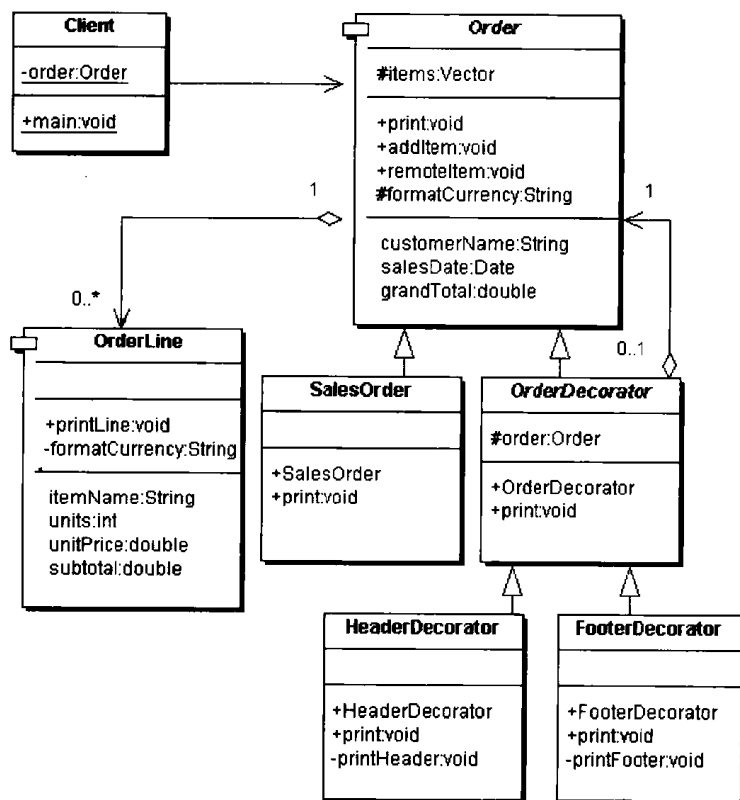 Client
-order:Order
+main:void
Order
#items:Vector
+print:void
+addItem:void
+remoteItem:void
#formatCurrency:String
customerName:String
salesDate:Date
grandTotal:double
1
0..*
1
0..1
OrderLine
+printLine:void
-formatCurrency:String
itemName:String
units:int
unitPrice:double
subtotal:double
SalesOrder
+SalesOrder
+print:void
OrderDecorator
#order:Order
+OrderDecorator
+print:void
HeaderDecorator
+HeaderDecorator
+print:void
-printHeader:void
FooterDecorator
+FooterDecorator
+print:void
-printFooter:void